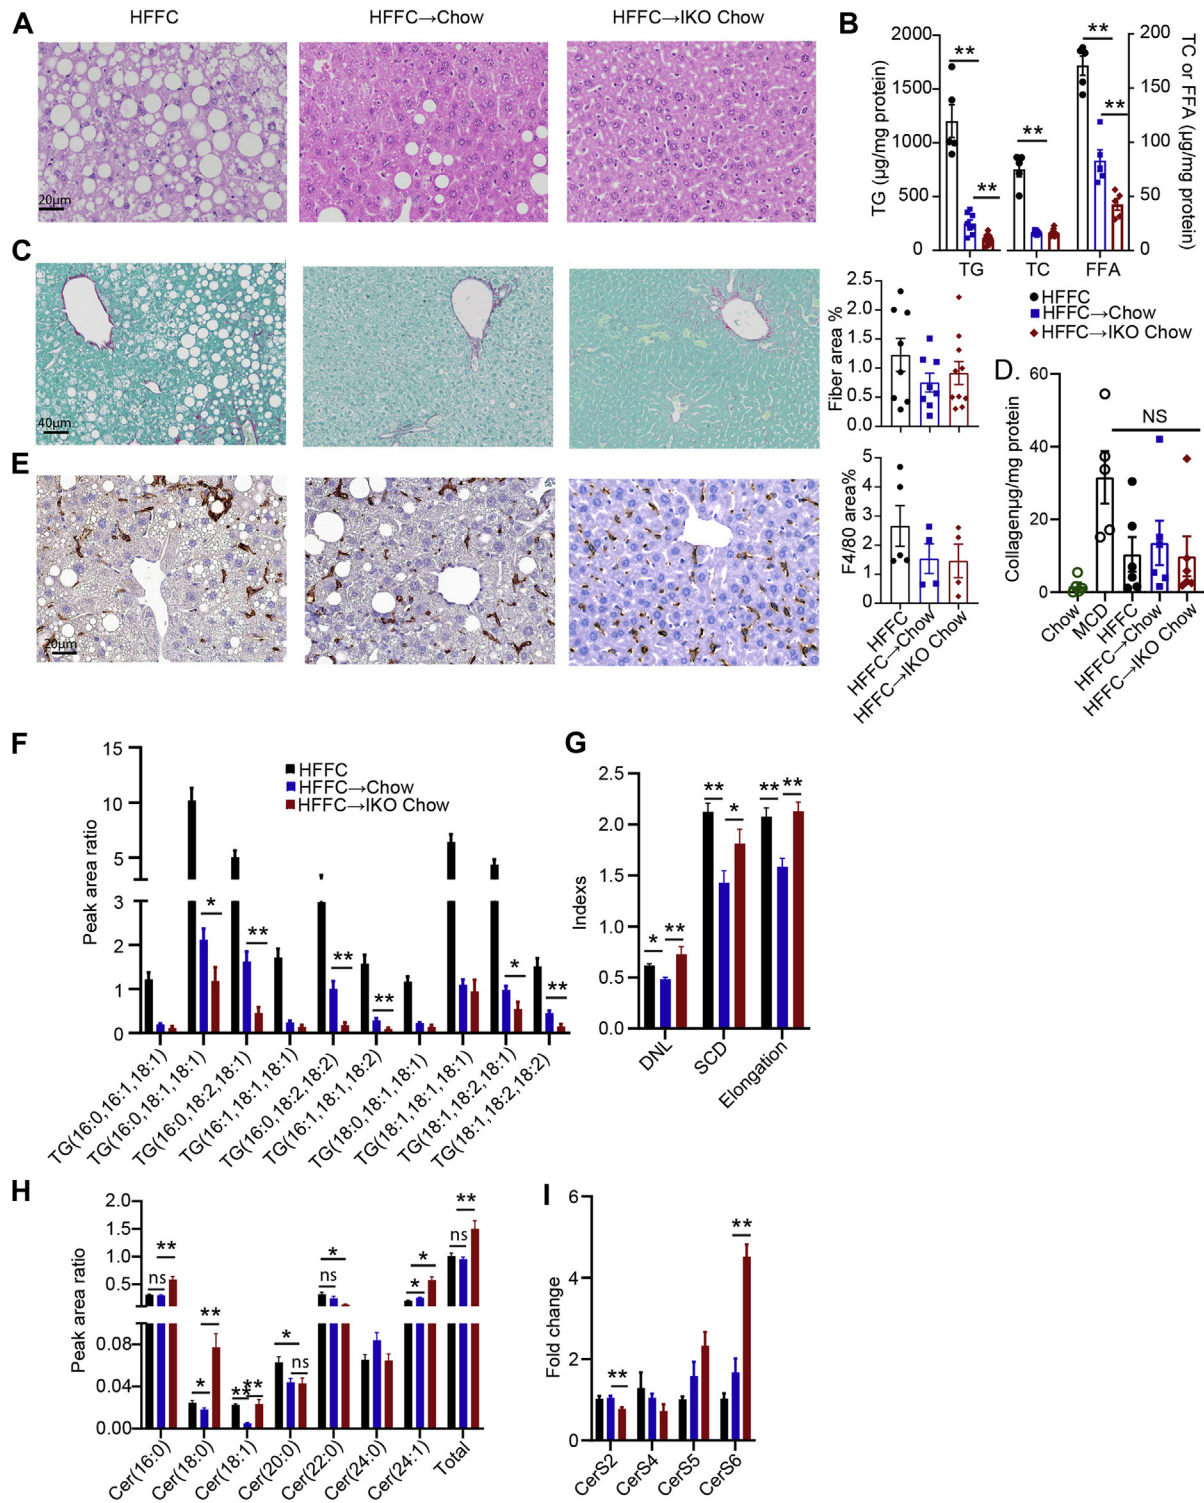 A
HFFC
HFFC→Chow
HFFC→IKO Chow
20µm
B
2000
1500
1000
500
0
TG (µg/mg protein)
200
150
100
50
0
TC or FFA (µg/mg protein)
**
**
**
**
**
TG
TC
FFA
HFFC
HFFC→Chow
HFFC→IKO Chow
C
40µm
2.5
2.0
1.5
1.0
0.5
0.0
Fiber area %
D.
60
40
20
0
Collagenµg/mg protein
NS
Chow
MCD
HFFC
HFFC→Chow
HFFC→IKO Chow
E
20µm
5
4
3
2
1
0
F4/80 area%
HFFC
HFFC→Chow
HFFC→IKO Chow
F
15
10
5
3
2
1
0
Peak area ratio
HFFC
HFFC→Chow
HFFC→IKO Chow
*
**
**
**
*
**
TG(16:0,16:1,18:1)
TG(16:0,18:1,18:1)
TG(16:0,18:2,18:1)
TG(16:1,18:1,18:1)
TG(16:0,18:2,18:2)
TG(16:1,18:1,18:2)
TG(18:0,18:1,18:1)
TG(18:1,18:1,18:1)
TG(18:1,18:2,18:1)
TG(18:1,18:2,18:2)
G
2.5
2.0
1.5
1.0
0.5
0.0
Indexs
* **
** *
** **
DNL
SCD
Elongation
H
2.0
1.5
1.0
0.5
0.08
0.04
0.00
Peak area ratio
ns **
* **
** **
* ns
ns *
* *
ns **
Cer(16:0)
Cer(18:0)
Cer(18:1)
Cer(20:0)
Cer(22:0)
Cer(24:0)
Cer(24:1)
Total
I
6
4
2
0
Fold change
**
**
CerS2
CerS4
CerS5
CerS6